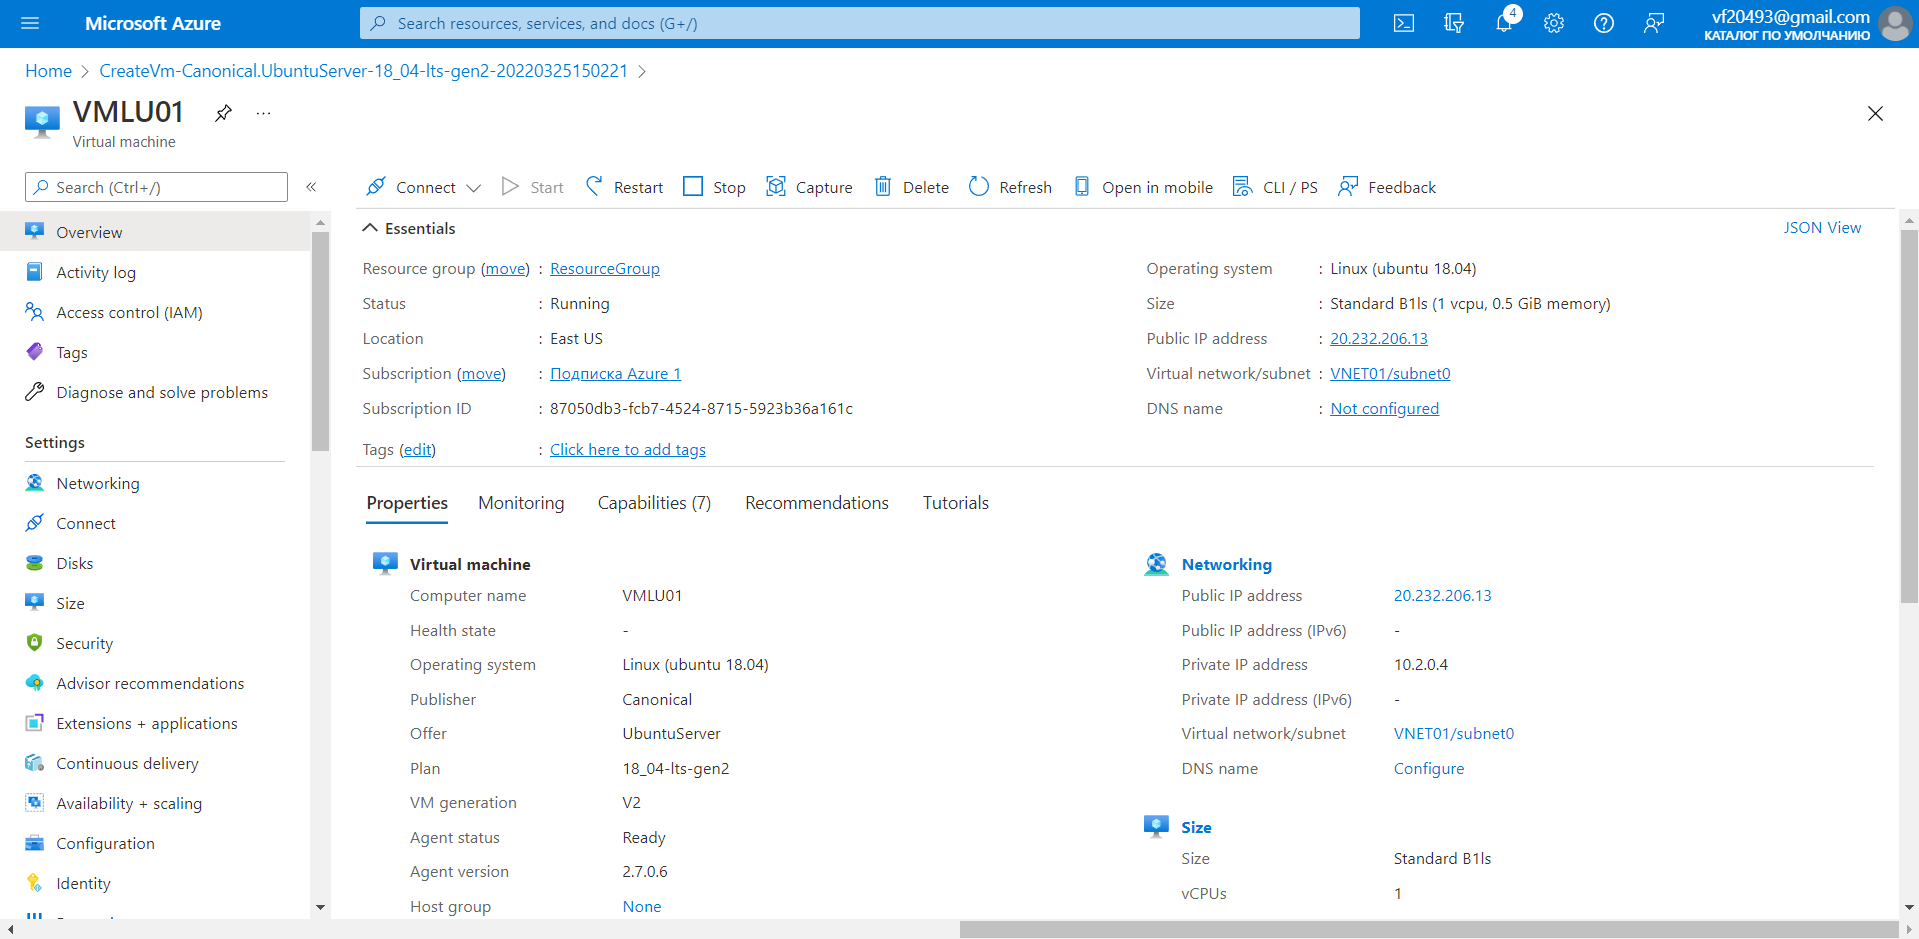 Microsoft Azure
Search resources, services, and docs (G+/)
4
vf20493@gmail.com
КАТАЛОГ ПО УМОЛЧАНИЮ
Home > CreateVm-Canonical.UbuntuServer-18_04-lts-gen2-20220325150221 >
VMLU01
...
Virtual machine
Search (Ctrl+/)
«
Connect
Start
Restart
Stop
Capture
Delete
Refresh
Open in mobile
CLI / PS
Feedback
Overview
Activity log
Access control (IAM)
Tags
Diagnose and solve problems
Settings
Networking
Connect
Disks
Size
Security
Advisor recommendations
Extensions + applications
Continuous delivery
Availability + scaling
Configuration
Identity
Essentials
JSON View
Resource group (move) : ResourceGroup
Status : Running
Location : East US
Subscription (move) : Подписка Azure 1
Subscription ID : 87050db3-fcb7-4524-8715-5923b36a161c
Tags (edit) : Click here to add tags
Operating system : Linux (ubuntu 18.04)
Size : Standard B1ls (1 vcpu, 0.5 GiB memory)
Public IP address : 20.232.206.13
Virtual network/subnet : VNET01/subnet0
DNS name : Not configured
Properties
Monitoring
Capabilities (7)
Recommendations
Tutorials
Virtual machine
Computer name VMLU01
Health state -
Operating system Linux (ubuntu 18.04)
Publisher Canonical
Offer UbuntuServer
Plan 18_04-lts-gen2
VM generation V2
Agent status Ready
Agent version 2.7.0.6
Host group None
Networking
Public IP address 20.232.206.13
Public IP address (IPv6) -
Private IP address 10.2.0.4
Private IP address (IPv6) -
Virtual network/subnet VNET01/subnet0
DNS name Configure
Size
Size Standard B1ls
vCPUs 1